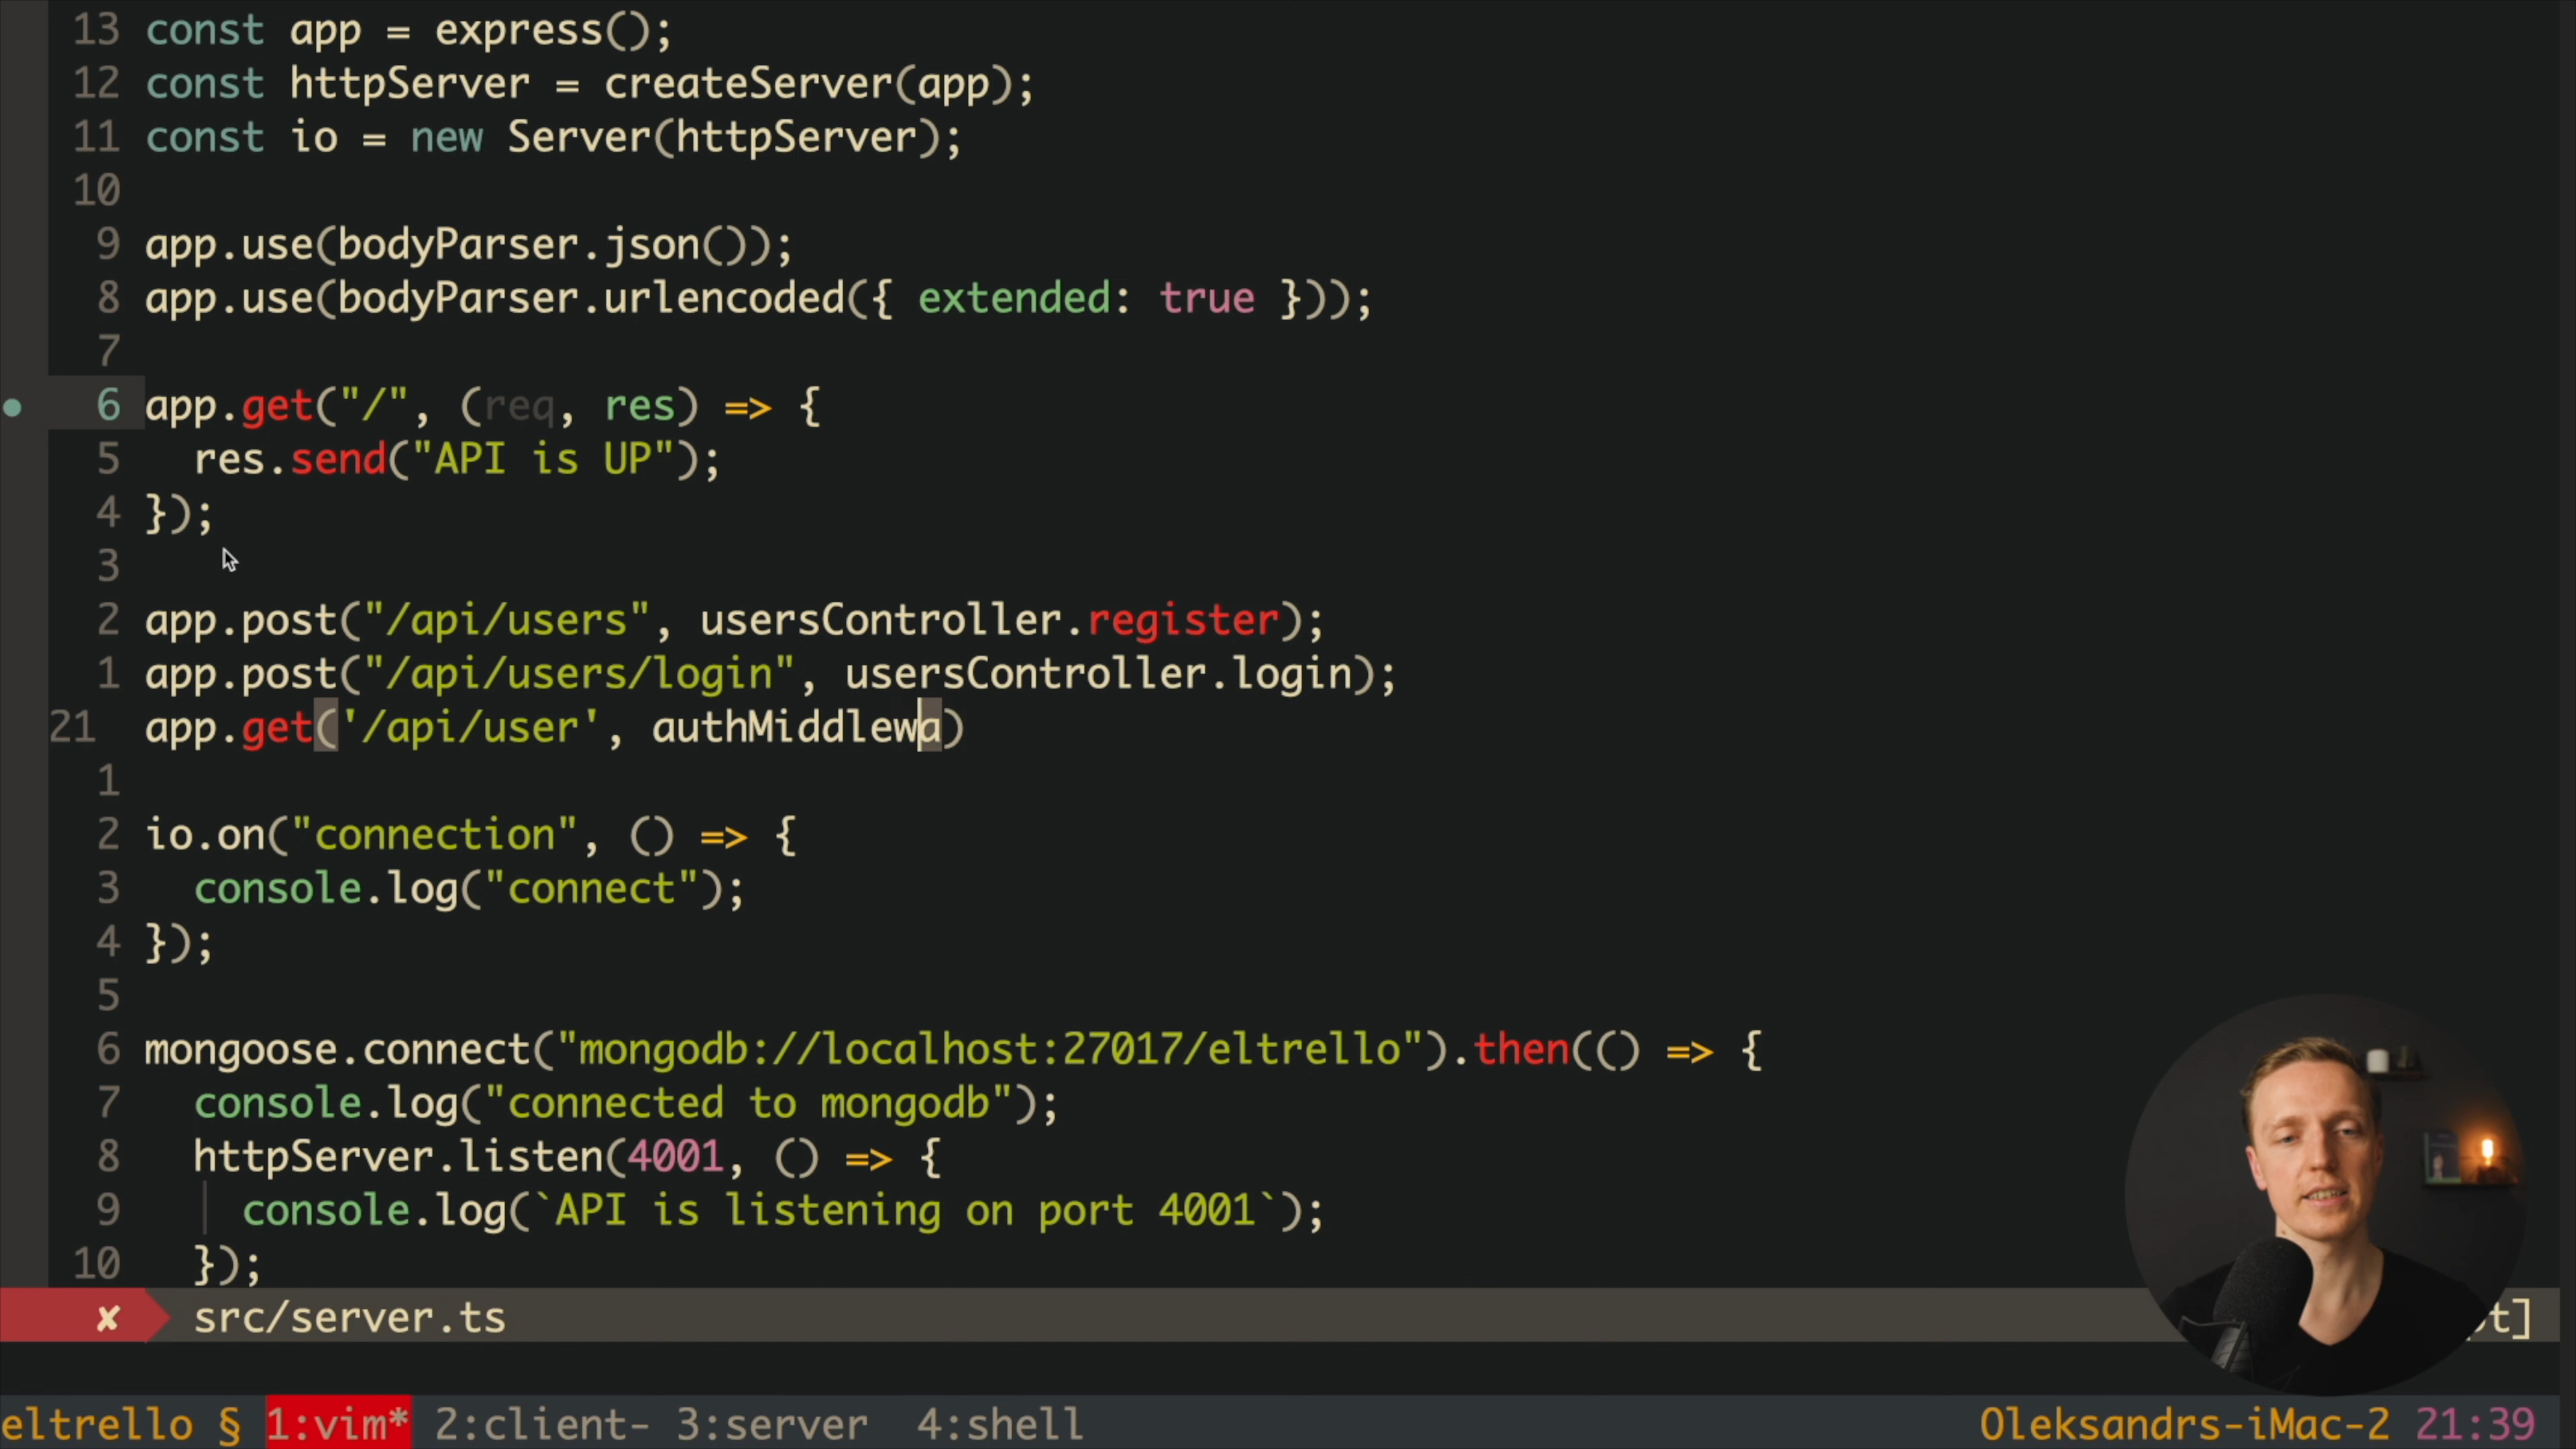 13 const app = express();
12 const httpServer = createServer(app);
11 const io = new Server(httpServer);
10
9 app.use(bodyParser.json());
8 app.use(bodyParser.urlencoded({ extended: true }));
7
6 app.get("/", (req, res) => {
5   res.send("API is UP");
4 });
3
2 app.post("/api/users", usersController.register);
1 app.post("/api/users/login", usersController.login);
21 app.get('/api/user', authMiddlewa)
1
2 io.on("connection", () => {
3   console.log("connect");
4 });
5
6 mongoose.connect("mongodb://localhost:27017/eltrello").then(() => {
7   console.log("connected to mongodb");
8   httpServer.listen(4001, () => {
9     console.log(`API is listening on port 4001`);
10   });
✘ src/server.ts
eltrello § 1:vim* 2:client- 3:server 4:shell Oleksandrs-iMac-2 21:39